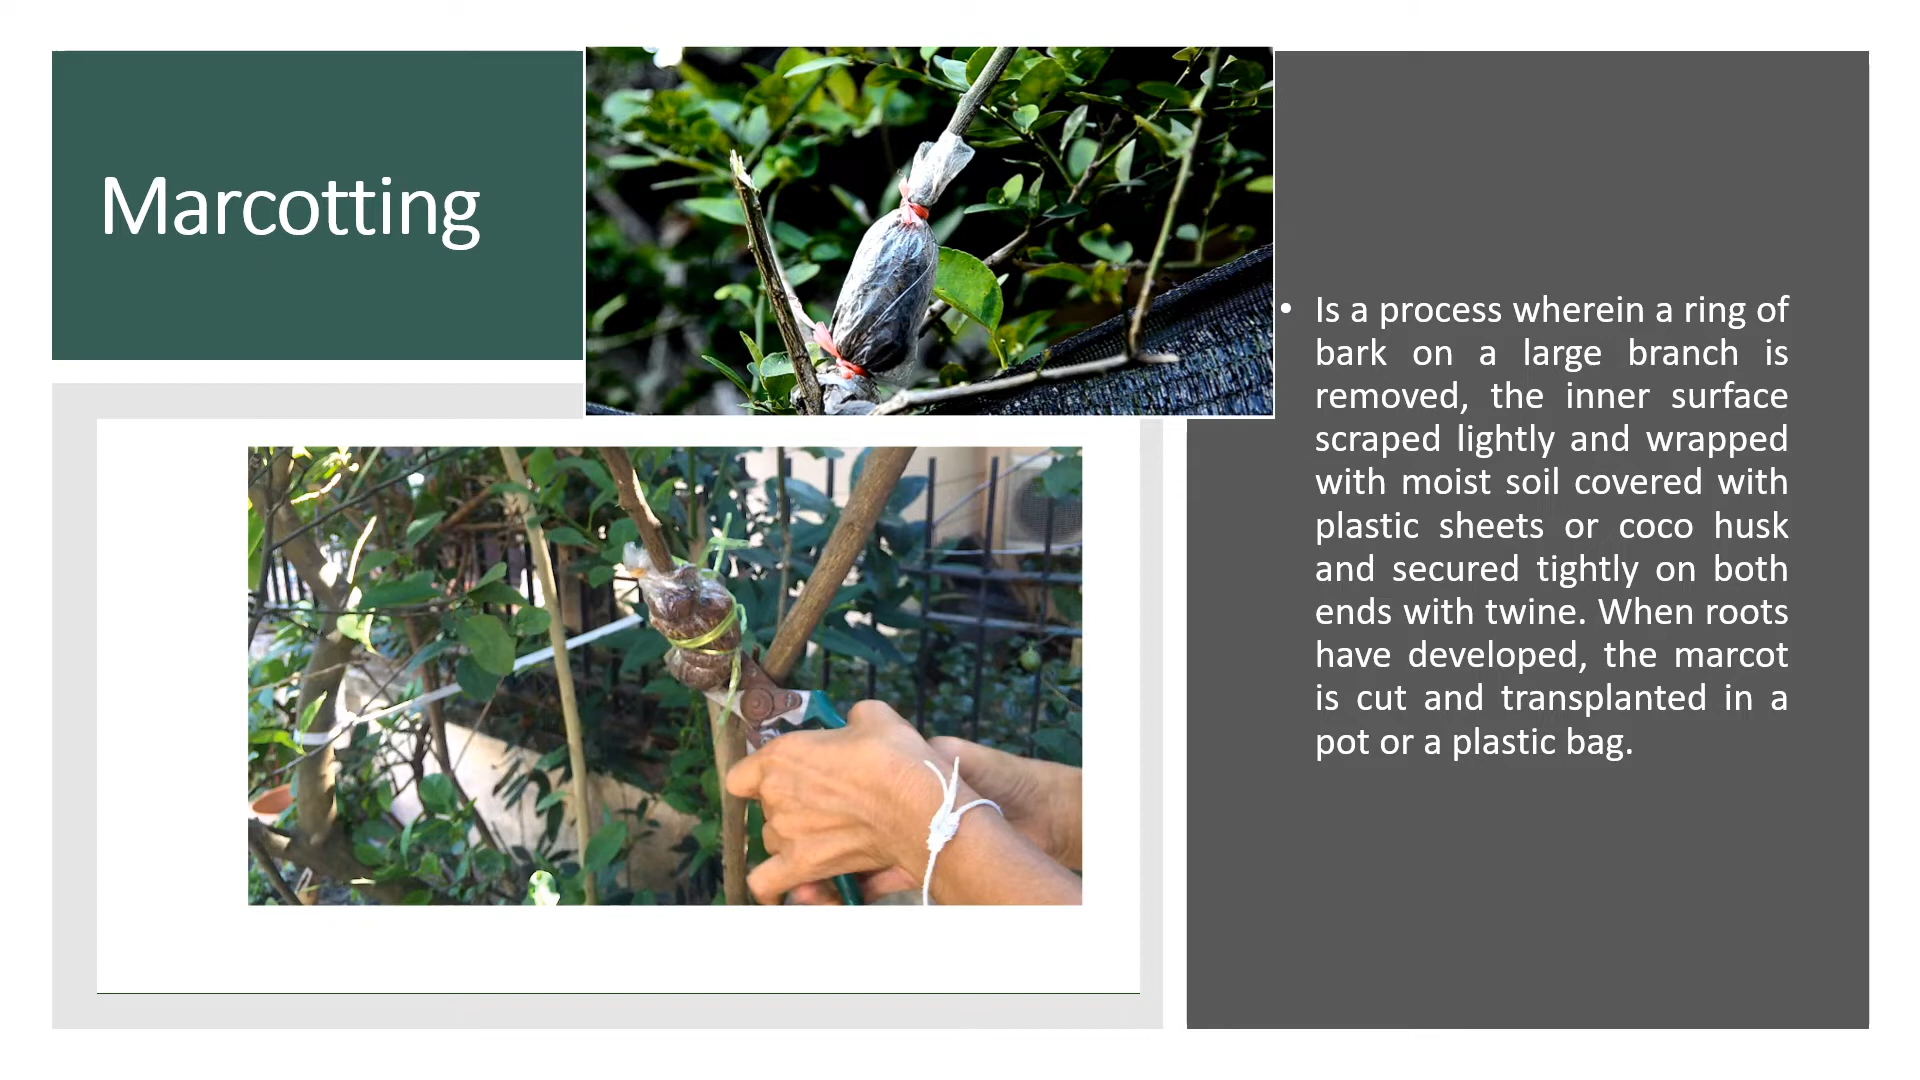 Marcotting
• Is a process wherein a ring of
bark on a large branch is
removed, the inner surface
scraped lightly and wrapped
with moist soil covered with
plastic sheets or coco husk
and secured tightly on both
ends with twine. When roots
have developed, the marcot
is cut and transplanted in a
pot or a plastic bag.